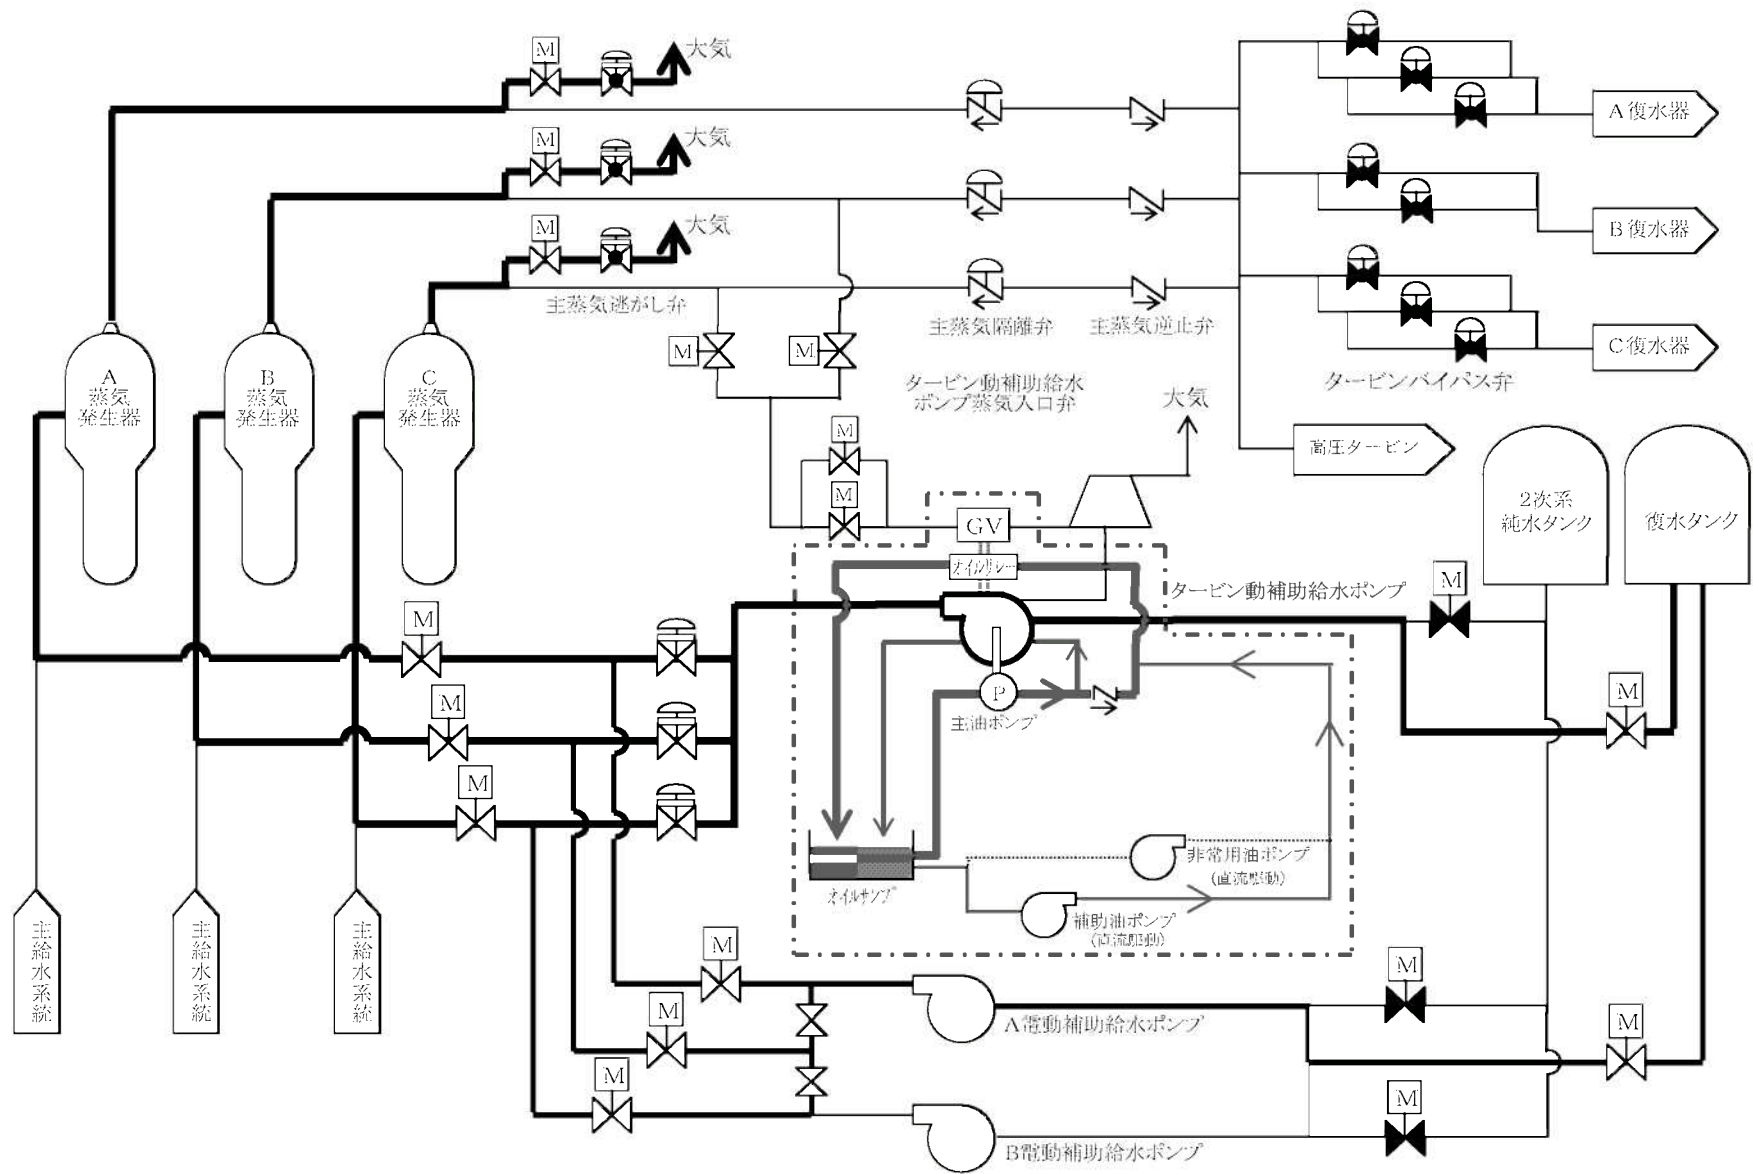 M
大気
M
大気
M
大気
A復水器
B復水器
C復水器
主蒸気逃がし弁
主蒸気隔離弁
主蒸気逆止弁
タービンバイパス弁
M
M
タービン動補助給水
ポンプ蒸気入口弁
大気
高圧タービン
A
蒸気
発生器
B
蒸気
発生器
C
蒸気
発生器
M
M
GV
オイルリレー
2次系
純水タンク
復水タンク
タービン動補助給水ポンプ
M
M
M
M
M
P
主油ポンプ
オイルサンプ
非常用油ポンプ
(直流駆動)
補助油ポンプ
(直流駆動)
主給水系統
主給水系統
主給水系統
M
M
M
A電動補助給水ポンプ
B電動補助給水ポンプ
M
M
M